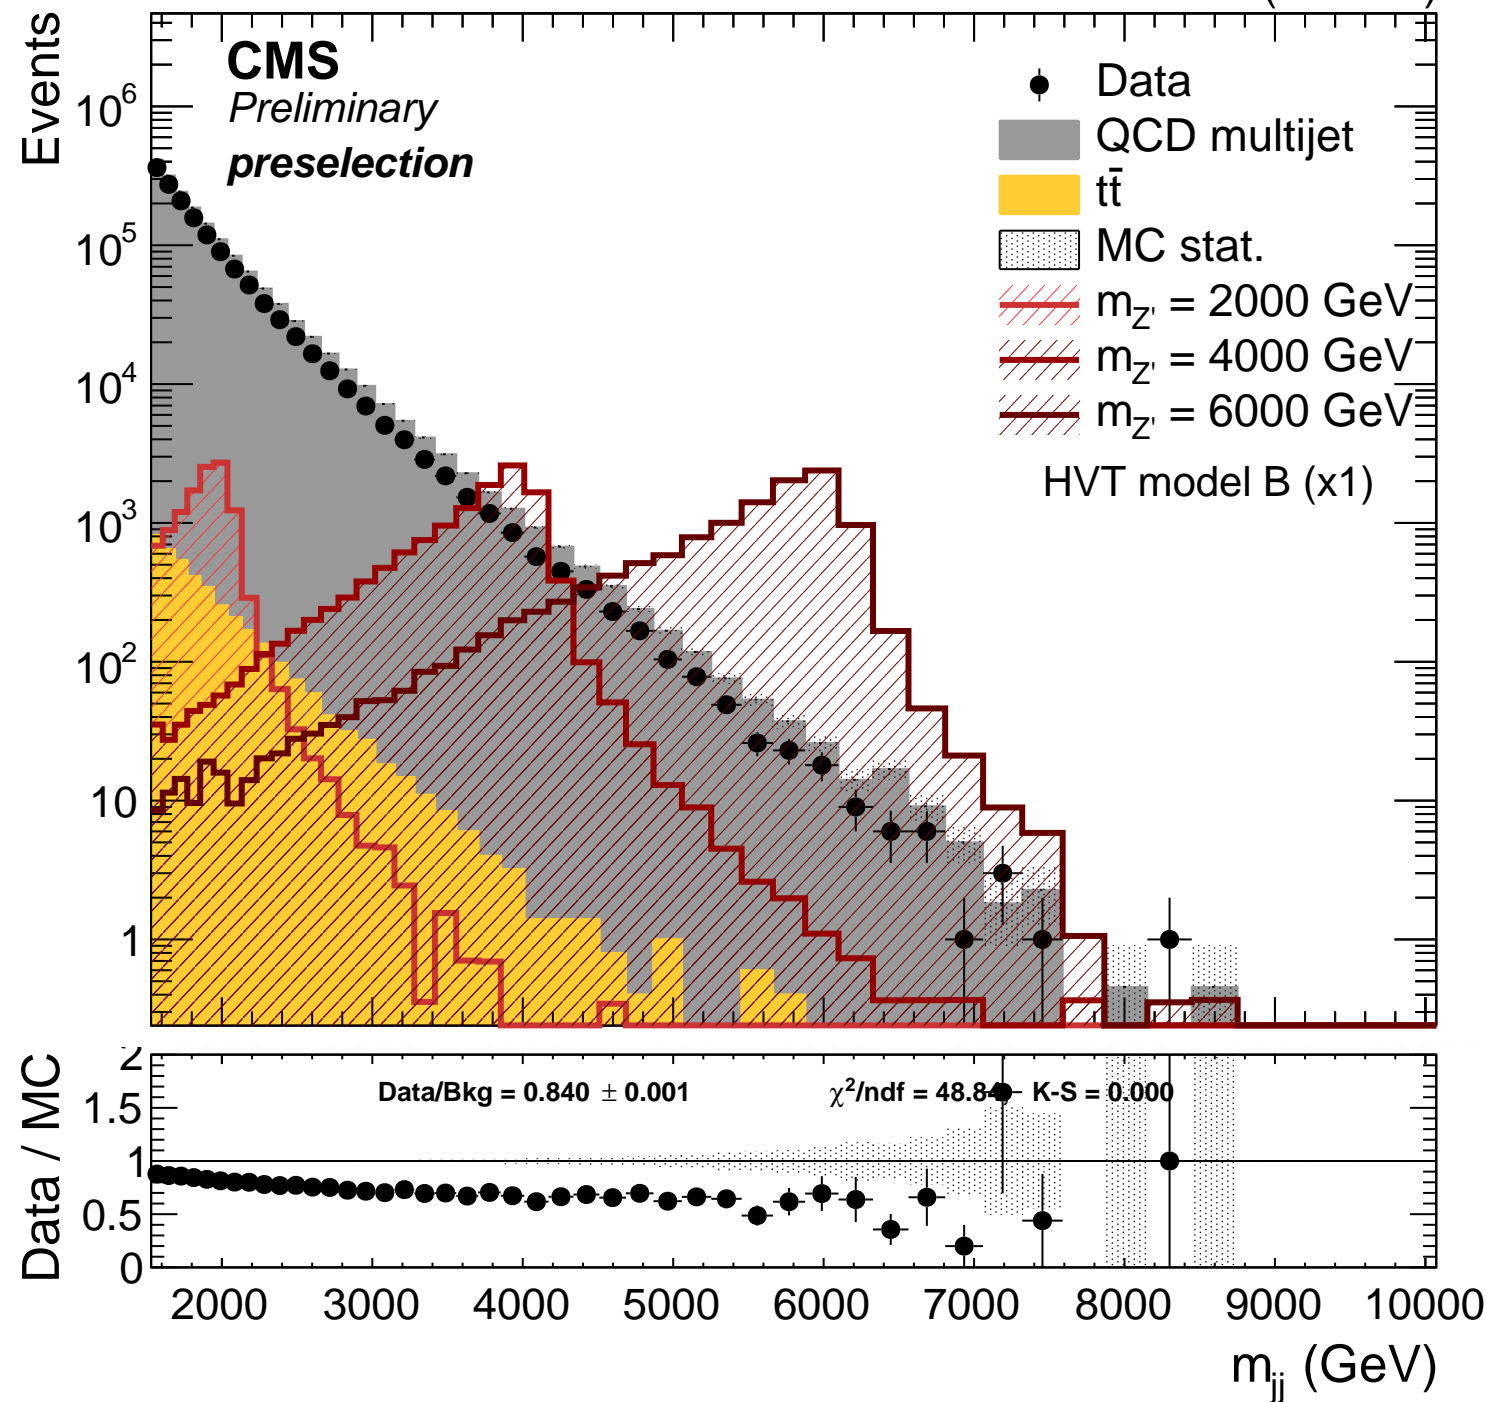 Events
CMS
Preliminary
preselection
Data
QCD multijet
tt̄
MC stat.
m_Z' = 2000 GeV
m_Z' = 4000 GeV
m_Z' = 6000 GeV
HVT model B (x1)
10^6
10^5
10^4
10^3
10^2
10
1
Data / MC
2
1.5
1
0.5
0
Data/Bkg = 0.840 ± 0.001
χ²/ndf = 48.84, K-S = 0.000
2000 3000 4000 5000 6000 7000 8000 9000 10000
m_jj (GeV)